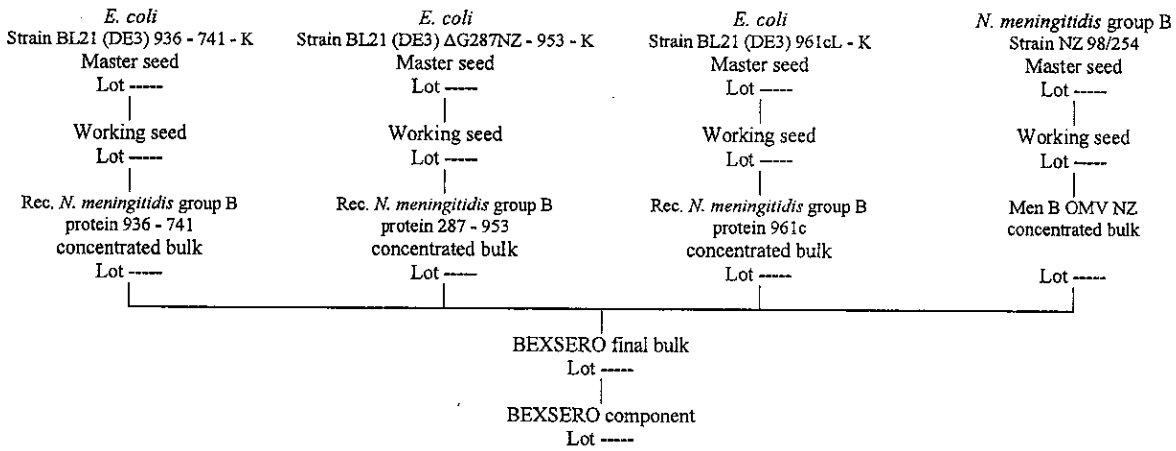 E. coli
Strain BL21 (DE3) 936 - 741 - K
Master seed
Lot -----
Working seed
Lot -----
Rec. N. meningitidis group B
protein 936 - 741
concentrated bulk
Lot -----
E. coli
Strain BL21 (DE3) ΔG287NZ - 953 - K
Master seed
Lot -----
Working seed
Lot -----
Rec. N. meningitidis group B
protein 287 - 953
concentrated bulk
Lot -----
E. coli
Strain BL21 (DE3) 961cL - K
Master seed
Lot -----
Working seed
Lot -----
Rec. N. meningitidis group B
protein 961c
concentrated bulk
Lot -----
N. meningitidis group B
Strain NZ 98/254
Master seed
Lot -----
Working seed
Lot -----
Men B OMV NZ
concentrated bulk
Lot -----
BEXSERO final bulk
Lot -----
BEXSERO component
Lot -----